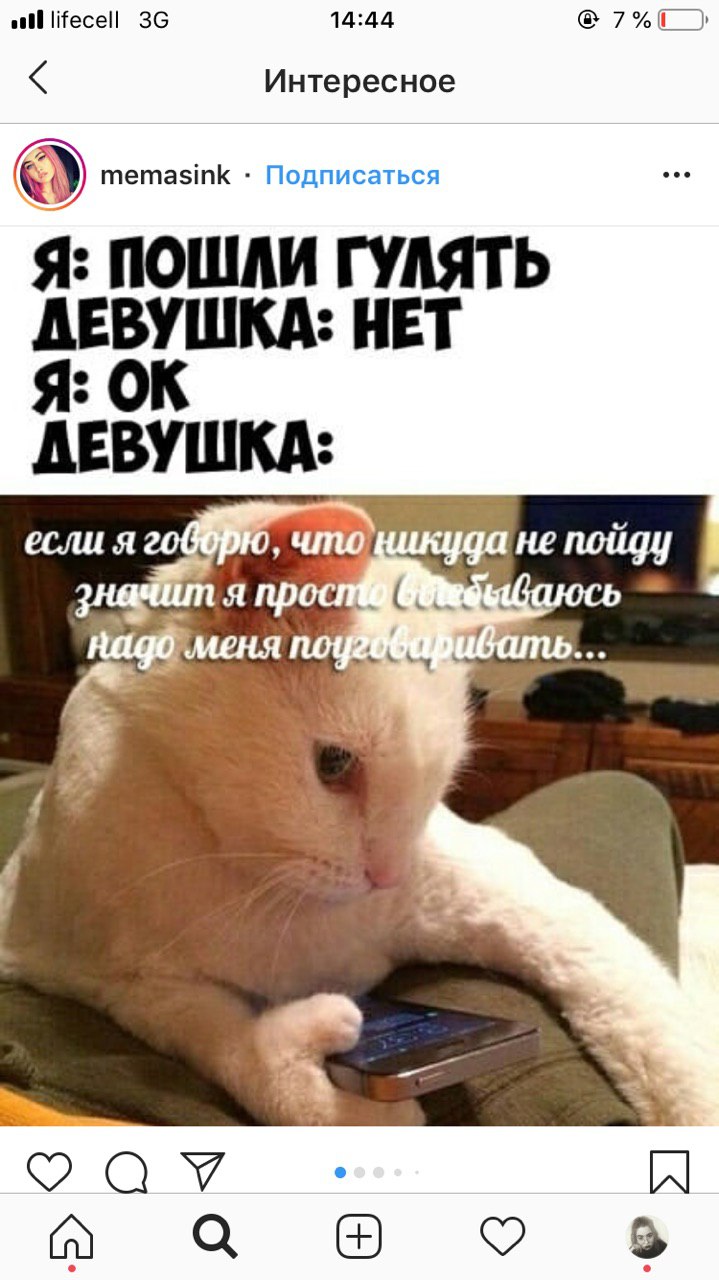 lifecell 3G 14:44 7 %
Интересное
memasink · Подписаться
Я: ПОШЛИ ГУЛЯТЬ
ДЕВУШКА: НЕТ
Я: ОК
ДЕВУШКА:
если я говорю, что никуда не пойду
значит я просто выебываюсь
надо меня поуговаривать...